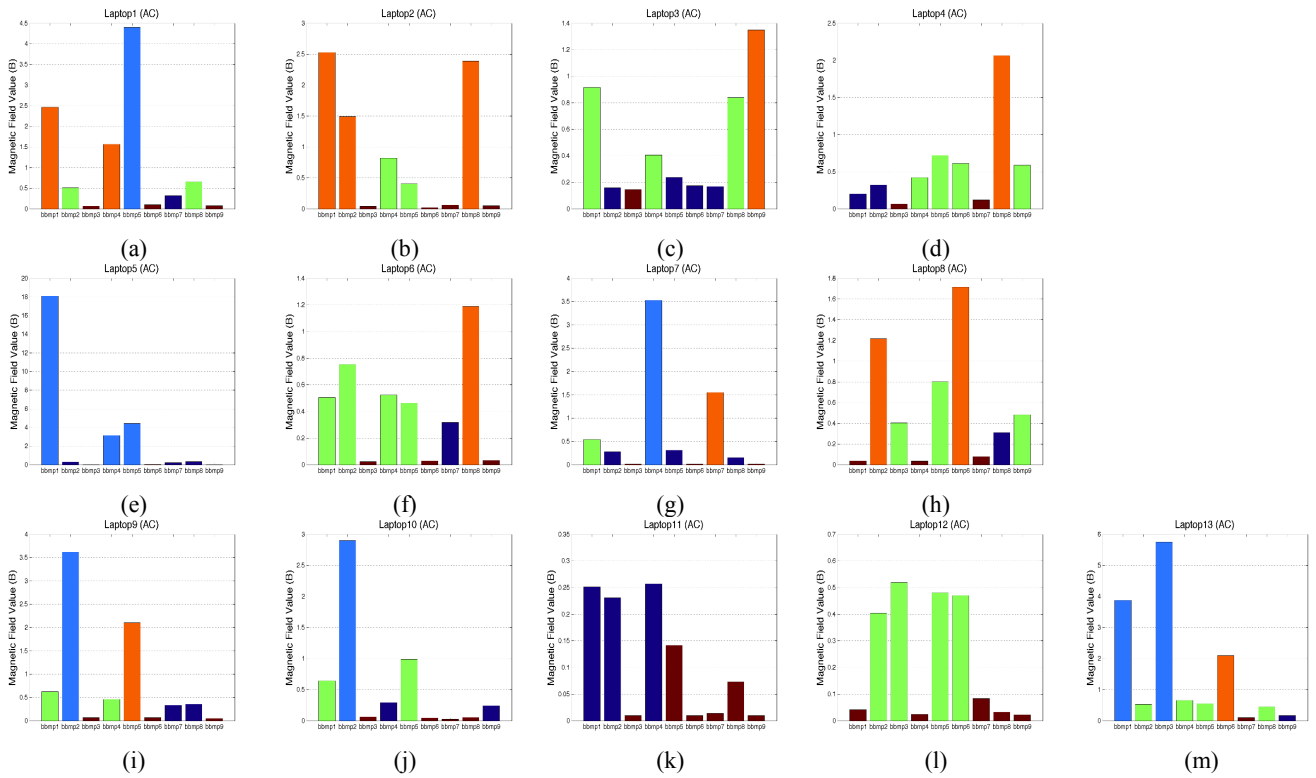 Laptop1 (AC)
Magnetic Field Value (B)
4.5
4
3.5
3
2.5
2
1.5
1
0.5
0
bbmp1 bbmp2 bbmp3 bbmp4 bbmp5 bbmp6 bbmp7 bbmp8 bbmp9
(a)
Laptop2 (AC)
Magnetic Field Value (B)
3
2.5
2
1.5
1
0.5
0
bbmp1 bbmp2 bbmp3 bbmp4 bbmp5 bbmp6 bbmp7 bbmp8 bbmp9
(b)
Laptop3 (AC)
Magnetic Field Value (B)
1.4
1.2
1
0.8
0.6
0.4
0.2
0
bbmp1 bbmp2 bbmp3 bbmp4 bbmp5 bbmp6 bbmp7 bbmp8 bbmp9
(c)
Laptop4 (AC)
Magnetic Field Value (B)
2.5
2
1.5
1
0.5
0
bbmp1 bbmp2 bbmp3 bbmp4 bbmp5 bbmp6 bbmp7 bbmp8 bbmp9
(d)
Laptop5 (AC)
Magnetic Field Value (B)
20
18
16
14
12
10
8
6
4
2
0
bbmp1 bbmp2 bbmp3 bbmp4 bbmp5 bbmp6 bbmp7 bbmp8 bbmp9
(e)
Laptop6 (AC)
Magnetic Field Value (B)
1.4
1.2
1
0.8
0.6
0.4
0.2
0
bbmp1 bbmp2 bbmp3 bbmp4 bbmp5 bbmp6 bbmp7 bbmp8 bbmp9
(f)
Laptop7 (AC)
Magnetic Field Value (B)
4
3.5
3
2.5
2
1.5
1
0.5
0
bbmp1 bbmp2 bbmp3 bbmp4 bbmp5 bbmp6 bbmp7 bbmp8 bbmp9
(g)
Laptop8 (AC)
Magnetic Field Value (B)
1.8
1.6
1.4
1.2
1
0.8
0.6
0.4
0.2
0
bbmp1 bbmp2 bbmp3 bbmp4 bbmp5 bbmp6 bbmp7 bbmp8 bbmp9
(h)
Laptop9 (AC)
Magnetic Field Value (B)
4
3.5
3
2.5
2
1.5
1
0.5
0
bbmp1 bbmp2 bbmp3 bbmp4 bbmp5 bbmp6 bbmp7 bbmp8 bbmp9
(i)
Laptop10 (AC)
Magnetic Field Value (B)
3
2.5
2
1.5
1
0.5
0
bbmp1 bbmp2 bbmp3 bbmp4 bbmp5 bbmp6 bbmp7 bbmp8 bbmp9
(j)
Laptop11 (AC)
Magnetic Field Value (B)
0.35
0.3
0.25
0.2
0.15
0.1
0.05
0
bbmp1 bbmp2 bbmp3 bbmp4 bbmp5 bbmp6 bbmp7 bbmp8 bbmp9
(k)
Laptop12 (AC)
Magnetic Field Value (B)
0.7
0.6
0.5
0.4
0.3
0.2
0.1
0
bbmp1 bbmp2 bbmp3 bbmp4 bbmp5 bbmp6 bbmp7 bbmp8 bbmp9
(l)
Laptop13 (AC)
Magnetic Field Value (B)
6
5
4
3
2
1
0
bbmp1 bbmp2 bbmp3 bbmp4 bbmp5 bbmp6 bbmp7 bbmp8 bbmp9
(m)